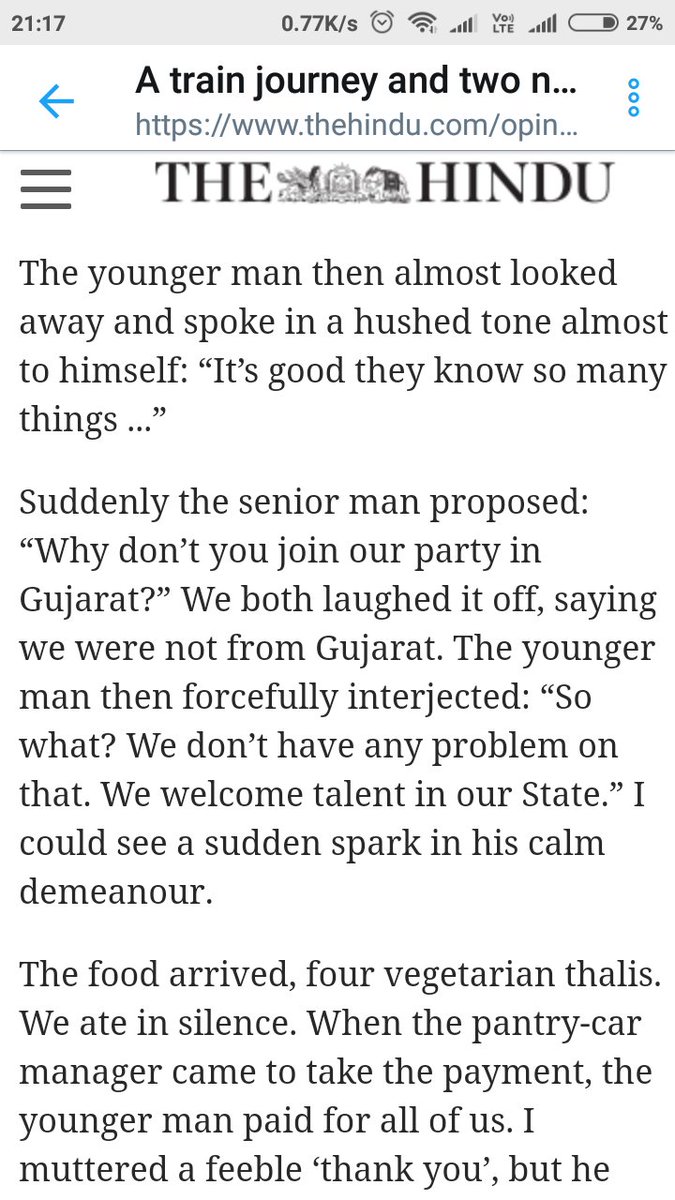 21:17 0.77K/s Vo)) LTE 27%
A train journey and two n...
https://www.thehindu.com/opin...
THE HINDU
The younger man then almost looked
away and spoke in a hushed tone almost
to himself: “It’s good they know so many
things ...”
Suddenly the senior man proposed:
“Why don’t you join our party in
Gujarat?” We both laughed it off, saying
we were not from Gujarat. The younger
man then forcefully interjected: “So
what? We don’t have any problem on
that. We welcome talent in our State.” I
could see a sudden spark in his calm
demeanour.
The food arrived, four vegetarian thalis.
We ate in silence. When the pantry-car
manager came to take the payment, the
younger man paid for all of us. I
muttered a feeble ‘thank you’, but he